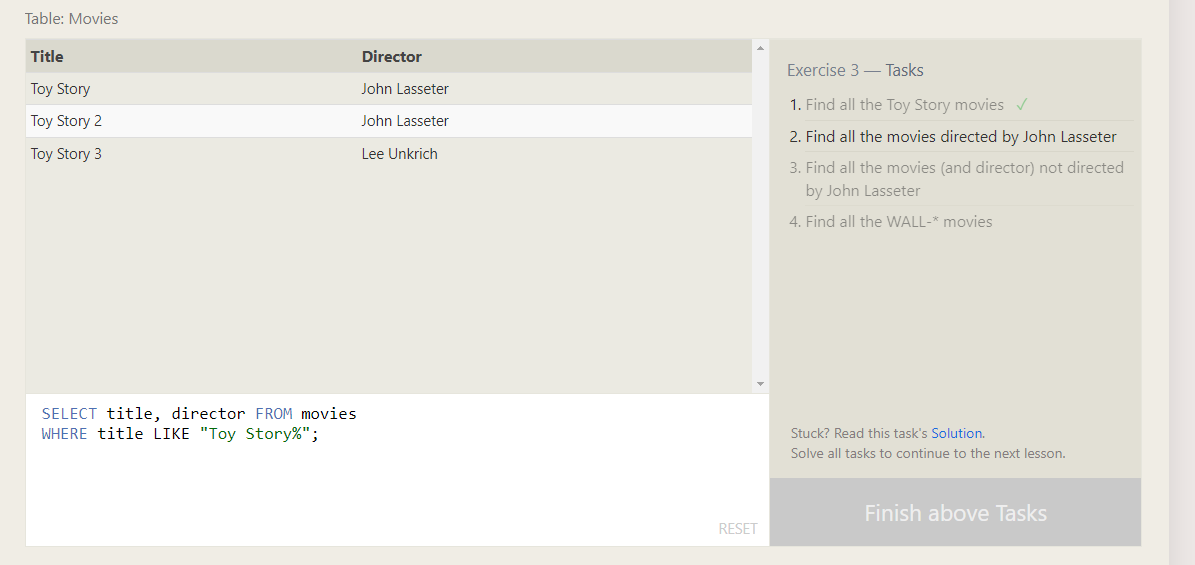 Table: Movies
Title Director
Toy Story John Lasseter
Toy Story 2 John Lasseter
Toy Story 3 Lee Unkrich
SELECT title, director FROM movies
WHERE title LIKE "Toy Story%";
RESET
Exercise 3 — Tasks
1. Find all the Toy Story movies ✓
2. Find all the movies directed by John Lasseter
3. Find all the movies (and director) not directed
by John Lasseter
4. Find all the WALL-* movies
Stuck? Read this task's Solution.
Solve all tasks to continue to the next lesson.
Finish above Tasks